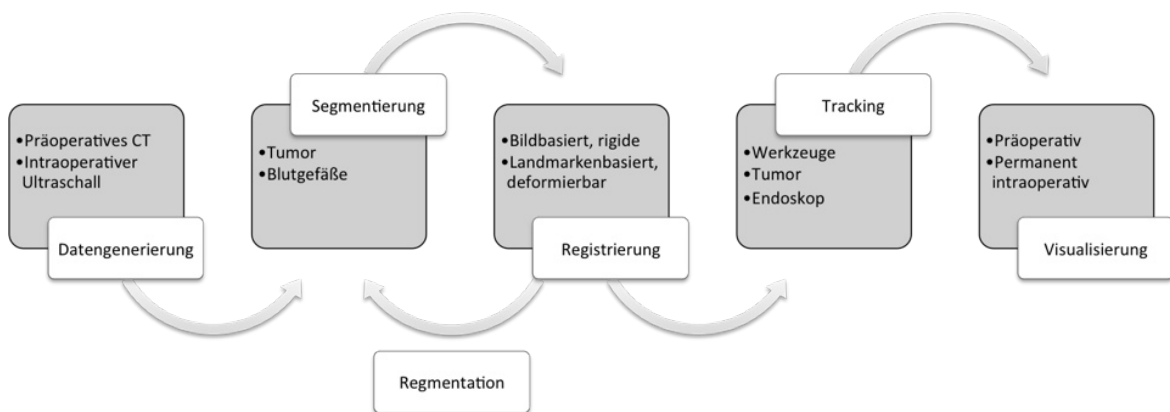 •Präoperatives CT
•Intraoperativer
Ultraschall
Datengenerierung
Segmentierung
•Tumor
•Blutgefäße
•Bildbasiert, rigide
•Landmarkenbasiert,
deformierbar
Registrierung
Regmentation
Tracking
•Werkzeuge
•Tumor
•Endoskop
•Präoperativ
•Permanent
intraoperativ
Visualisierung